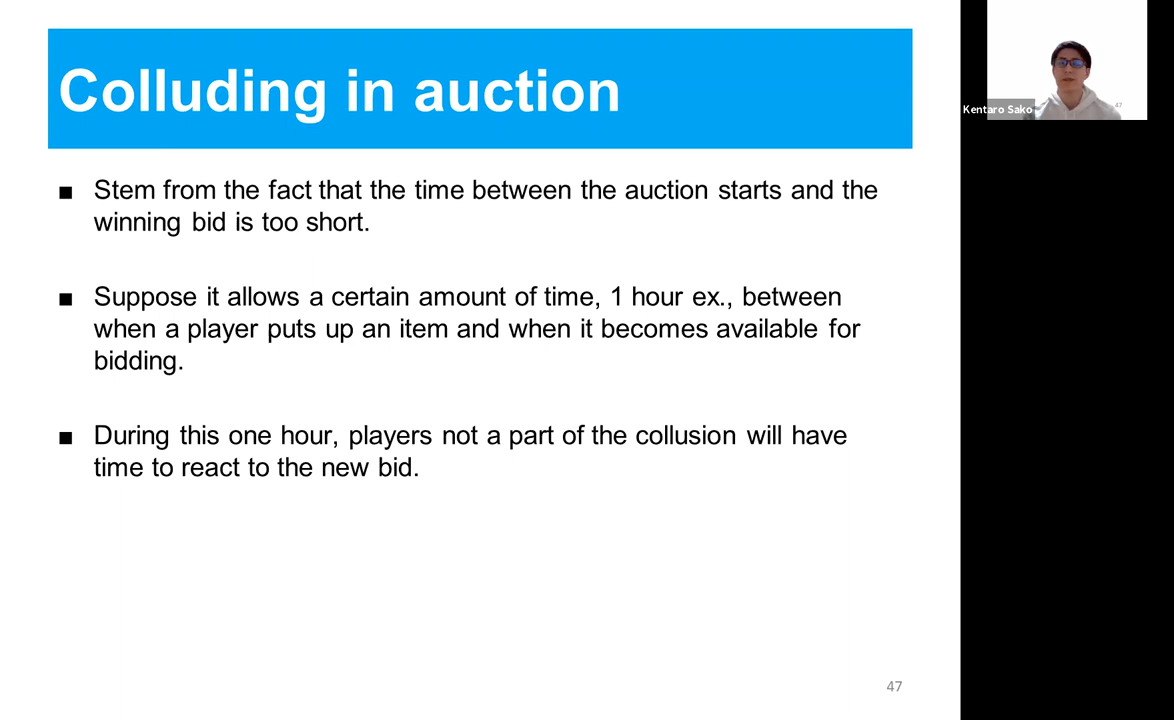 Colluding in auction
■ Stem from the fact that the time between the auction starts and the
winning bid is too short.
■ Suppose it allows a certain amount of time, 1 hour ex., between
when a player puts up an item and when it becomes available for
bidding.
■ During this one hour, players not a part of the collusion will have
time to react to the new bid.
47
Kentaro Sako
47